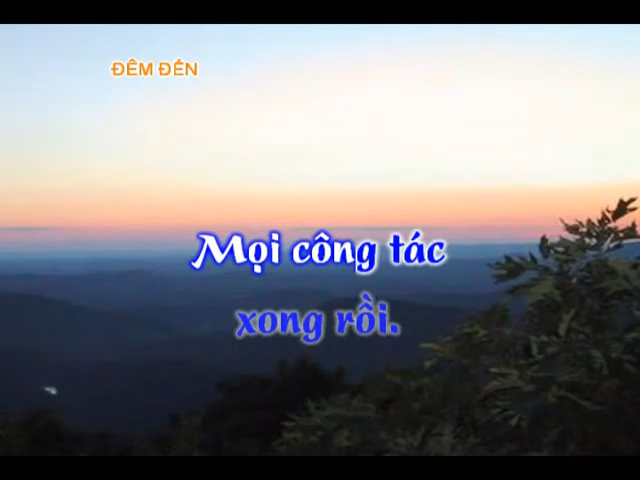 ĐÊM ĐẾN
Mọi công tác
xong rồi.